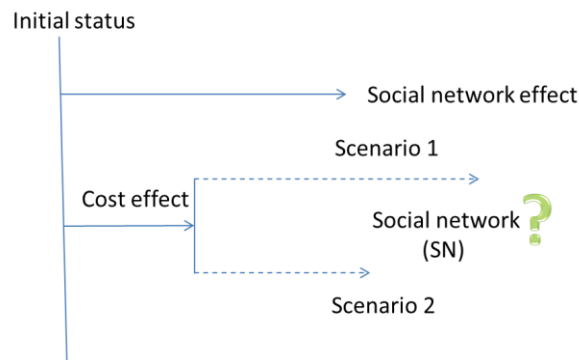 Initial status
Social network effect
Scenario 1
Cost effect
Social network
(SN)
?
Scenario 2